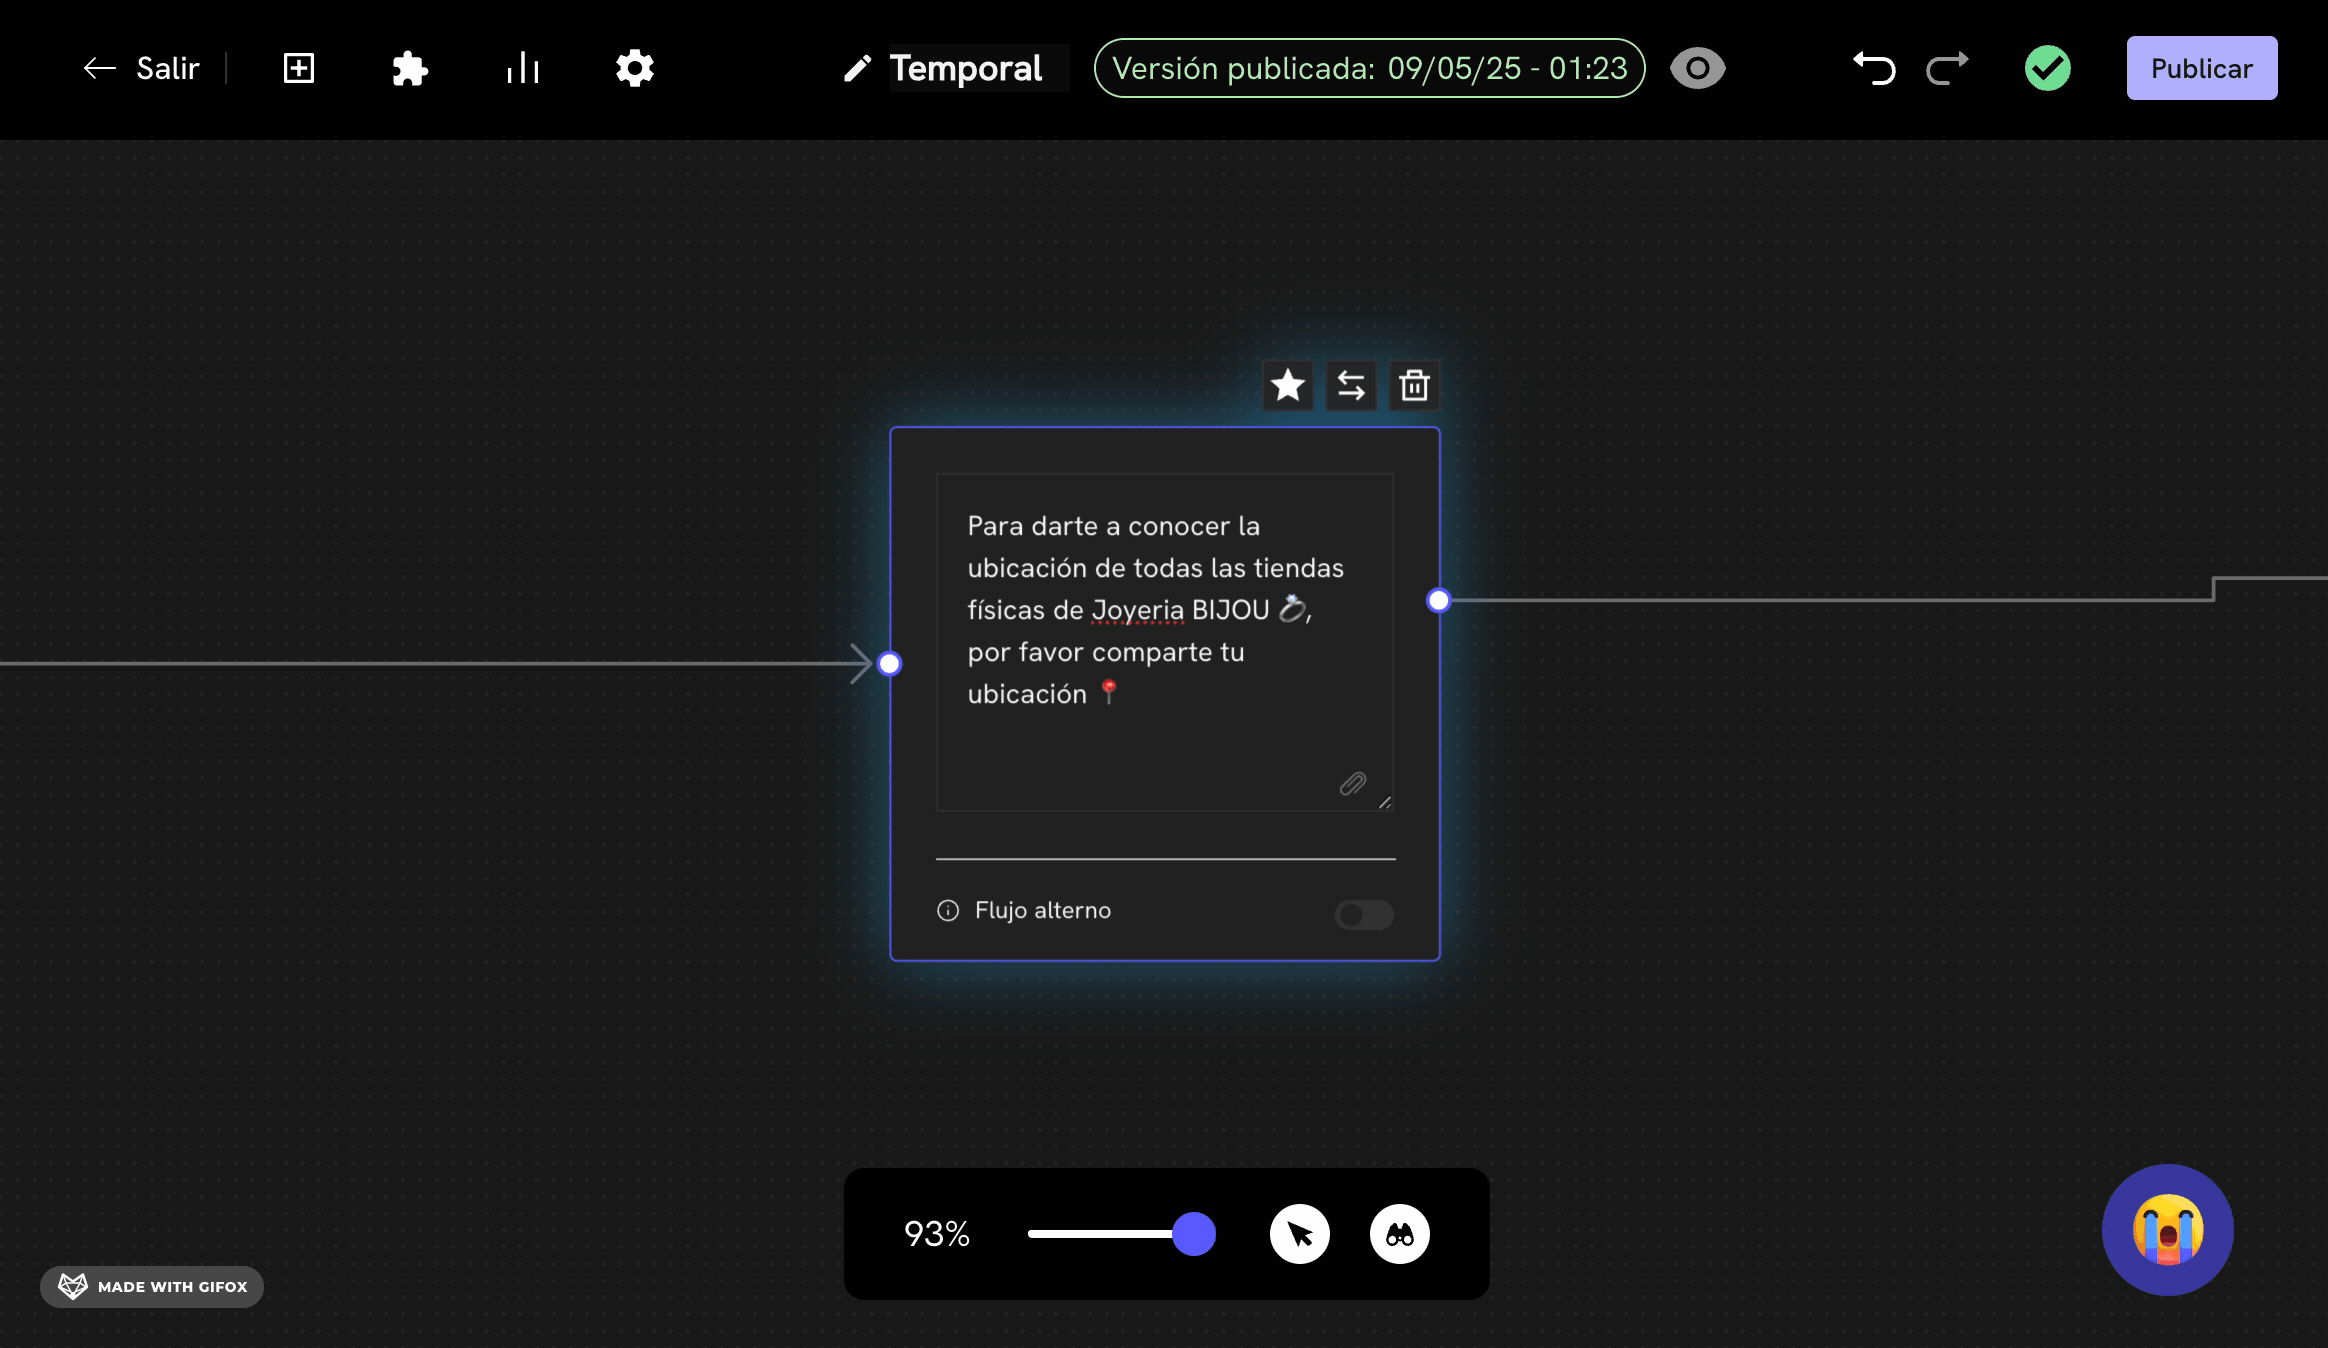 Salir
Temporal
Versión publicada: 09/05/25 - 01:23
Publicar
Para darte a conocer la
ubicación de todas las tiendas
físicas de Joyeria BIJOU 💍,
por favor comparte tu
ubicación 📍
Flujo alterno
93%
MADE WITH GIFOX